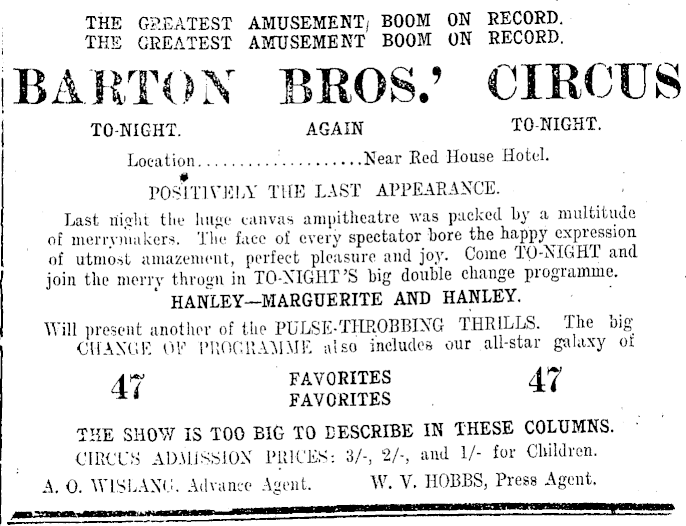 THE GREATEST AMUSEMENT BOOM ON RECORD.
THE GREATEST AMUSEMENT BOOM ON RECORD.
BARTON BROS.' CIRCUS
TO-NIGHT. AGAIN TO-NIGHT.
Location....................Near Red House Hotel.
POSITIVELY THE LAST APPEARANCE.
Last night the huge canvas ampitheatre was packed by a multitude
of merrymakers. The face of every spectator bore the happy expression
of utmost amazement, perfect pleasure and joy. Come TO-NIGHT and
join the merry throgn in TO-NIGHT'S big double change programme.
HANLEY—MARGUERITE AND HANLEY.
Will present another of the PULSE-THROBBING THRILLS. The big
CHANGE OF PROGRAMME also includes our all-star galaxy of
47 FAVORITES 47
FAVORITES
THE SHOW IS TOO BIG TO DESCRIBE IN THESE COLUMNS.
CIRCUS ADMISSION PRICES: 3/-, 2/-, and 1/- for Children.
A. O. WISLANG, Advance Agent. W. V. HOBBS, Press Agent.